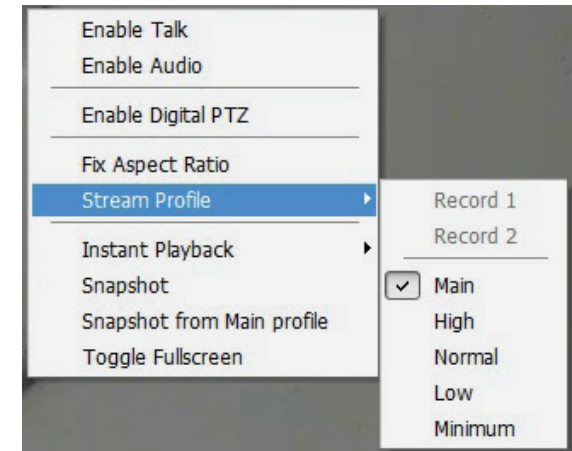 Enable Talk
Enable Audio
Enable Digital PTZ
Fix Aspect Ratio
Stream Profile
Instant Playback
Snapshot
Snapshot from Main profile
Toggle Fullscreen
Record 1
Record 2
Main
High
Normal
Low
Minimum